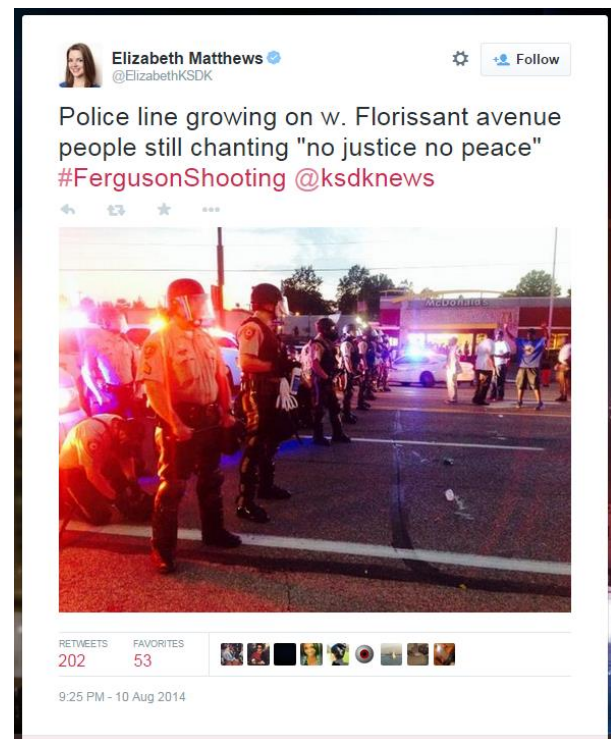 Elizabeth Matthews
@ElizabethKSDK
Follow
Police line growing on w. Florissant avenue
people still chanting "no justice no peace"
#FergusonShooting @ksdknews
McDonald's
RETWEETS
202
FAVORITES
53
9:25 PM - 10 Aug 2014